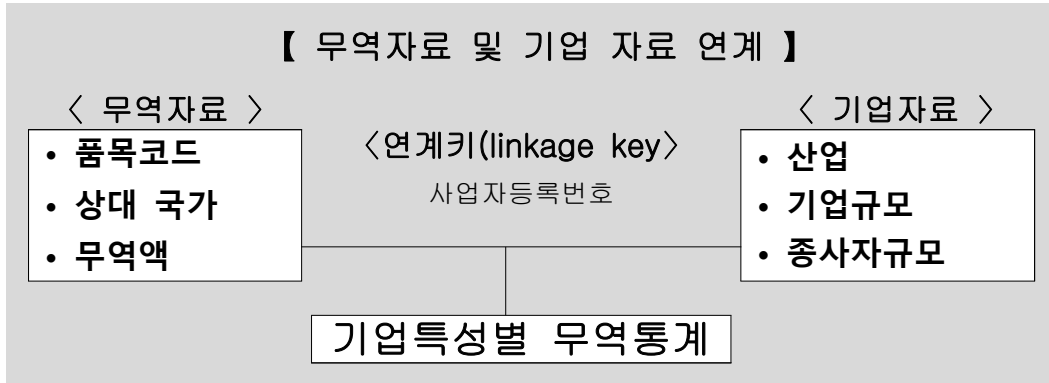 【 무역자료 및 기업 자료 연계 】
〈 무역자료 〉
• 품목코드
• 상대 국가
• 무역액
〈연계키(linkage key〉
사업자등록번호
〈 기업자료 〉
• 산업
• 기업규모
• 종사자규모
기업특성별 무역통계